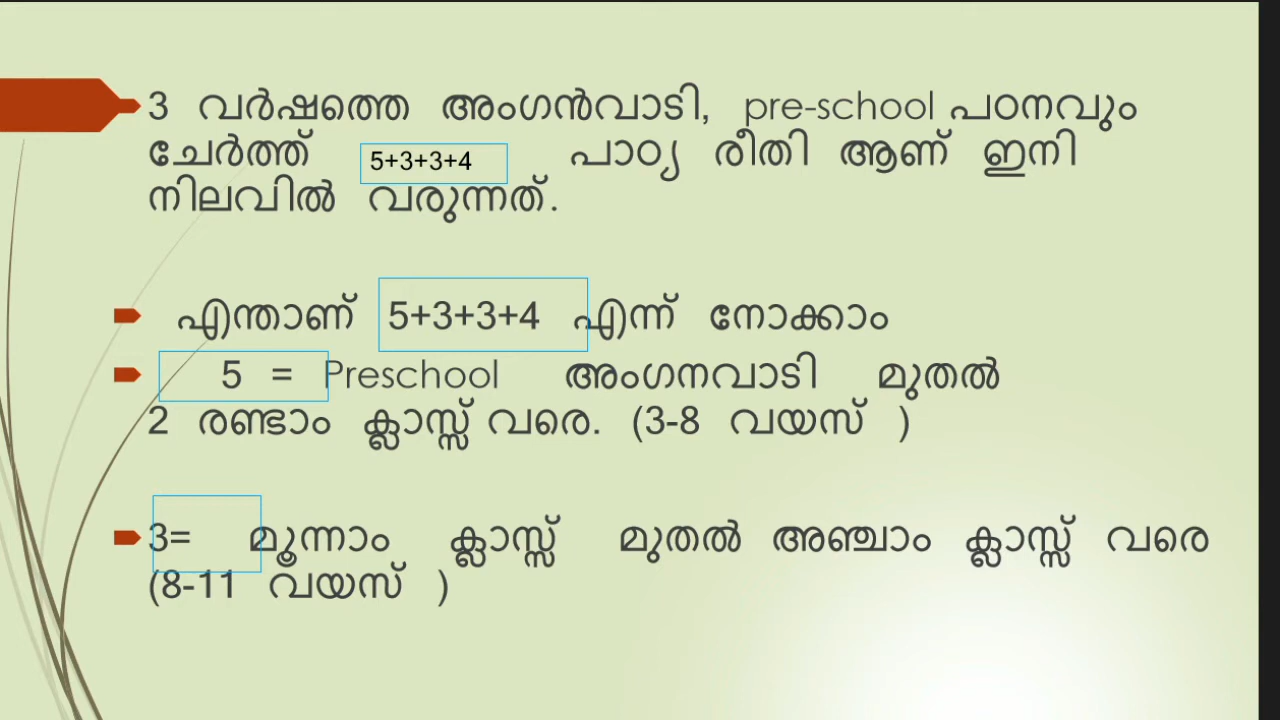 3 വർഷത്തെ അംഗൻവാടി, pre-school പഠനവും
ചേർത്ത് 5+3+3+4 പാഠ്യ രീതി ആണ് ഇനി
നിലവിൽ വരുന്നത്.
എന്താണ് 5+3+3+4 എന്ന് നോക്കാം
5 = Preschool അംഗനവാടി മുതൽ
2 രണ്ടാം ക്ലാസ്സ് വരെ. (3-8 വയസ് )
3= മൂന്നാം ക്ലാസ്സ് മുതൽ അഞ്ചാം ക്ലാസ്സ് വരെ
(8-11 വയസ് )